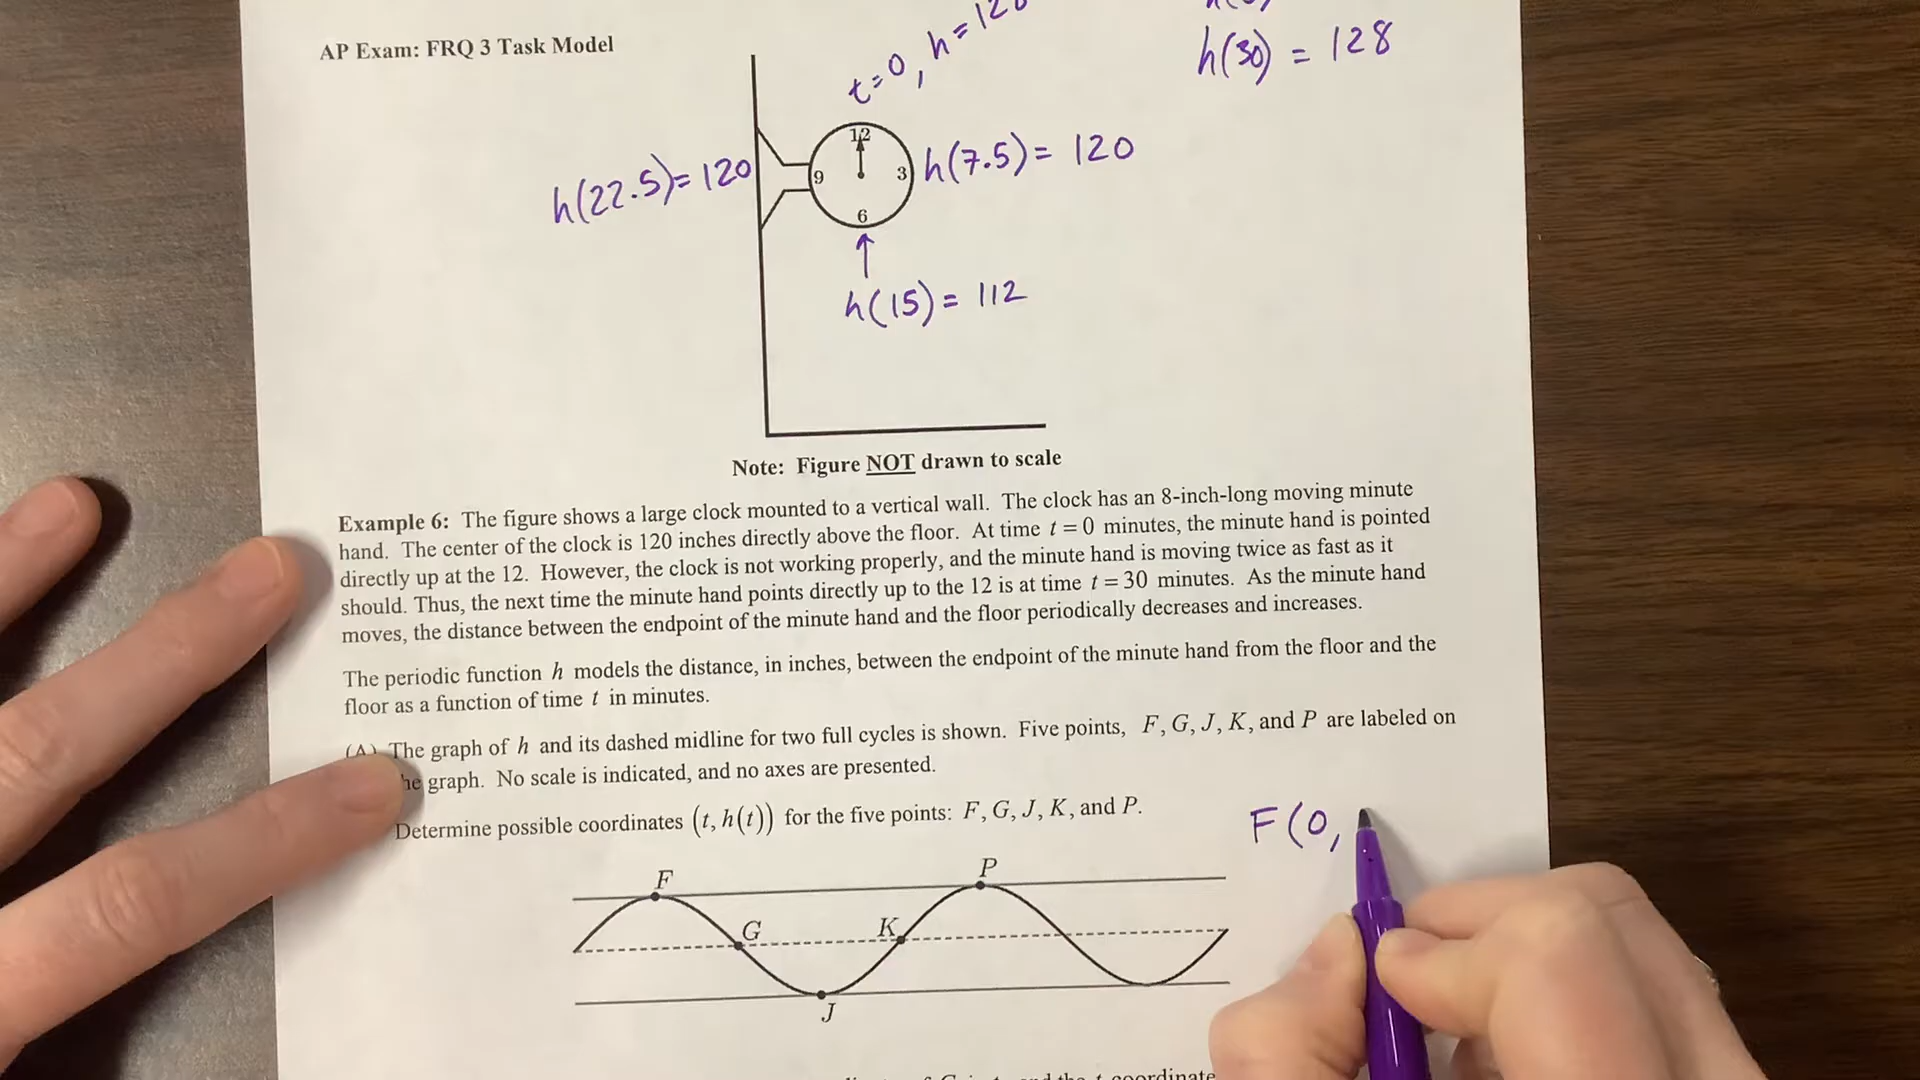 AP Exam: FRQ 3 Task Model
t=0, h=128
h(30) = 128
12
9
3
6
h(22.5)= 120
h(7.5)= 120
h(15)= 112
Note: Figure NOT drawn to scale
Example 6: The figure shows a large clock mounted to a vertical wall. The clock has an 8-inch-long moving minute
hand. The center of the clock is 120 inches directly above the floor. At time t = 0 minutes, the minute hand is pointed
directly up at the 12. However, the clock is not working properly, and the minute hand is moving twice as fast as it
should. Thus, the next time the minute hand points directly up to the 12 is at time t = 30 minutes. As the minute hand
moves, the distance between the endpoint of the minute hand and the floor periodically decreases and increases.
The periodic function h models the distance, in inches, between the endpoint of the minute hand from the floor and the
floor as a function of time t in minutes.
(A) The graph of h and its dashed midline for two full cycles is shown. Five points, F, G, J, K, and P are labeled on
he graph. No scale is indicated, and no axes are presented.
Determine possible coordinates (t, h(t)) for the five points: F, G, J, K, and P.
F(0,
F
P
G
K
J
coordinate